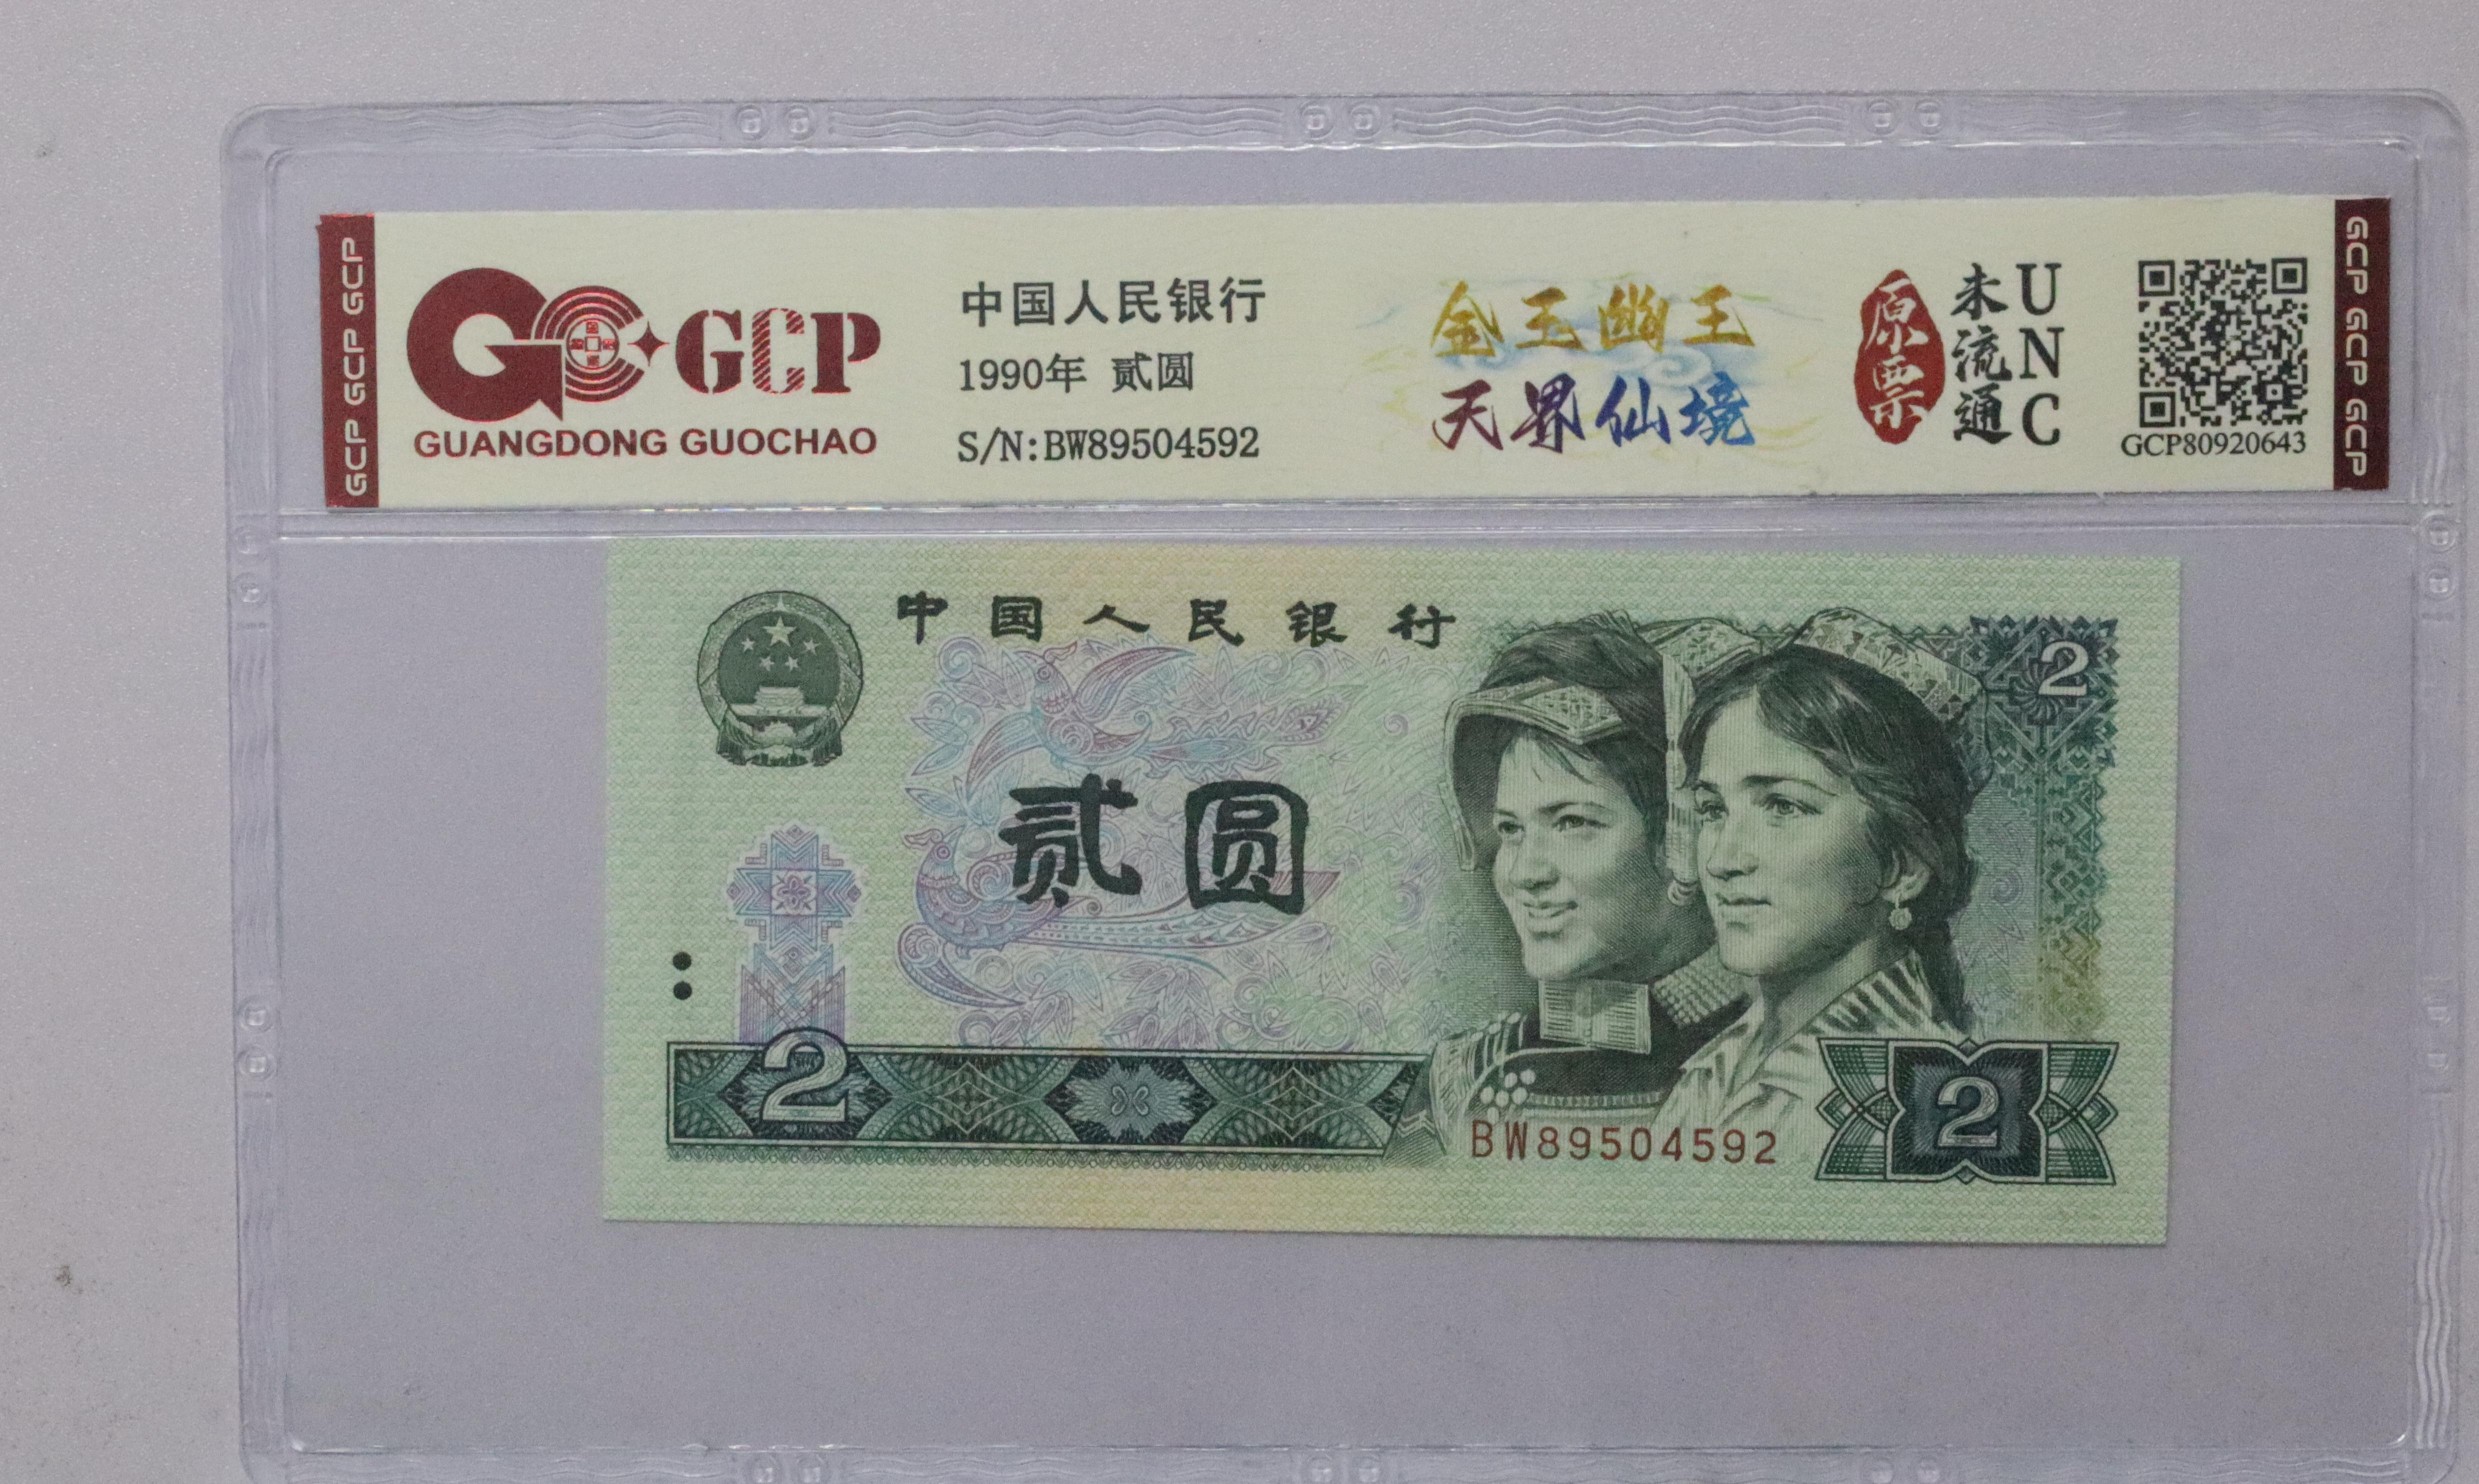 GCP GCP GCP
GCP
GUANGDONG GUOCHAO
中国人民银行
1990年 贰圆
S/N:BW89504592
金玉幽王
天界仙境
原票
未流通
UNC
GCP80920643
GCP GCP GCP
中国人民银行
2
贰圆
2
BW89504592
2